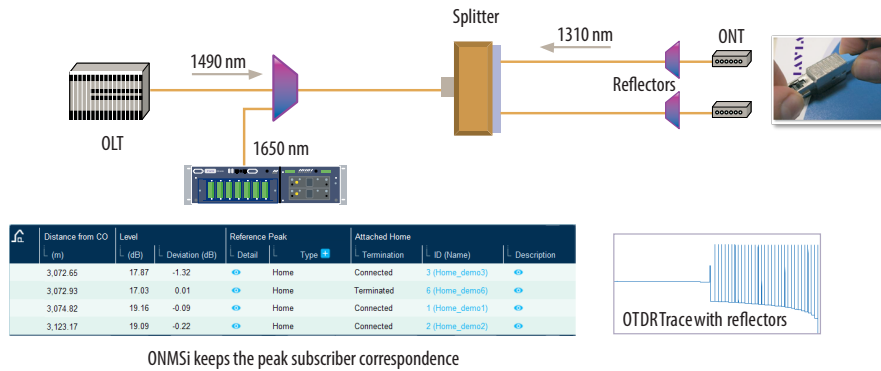 Splitter
1490 nm
1310 nm
ONT
Reflectors
OLT
1650 nm
VIAVI
Distance from CO Level Reference Peak Attached Home
(m) (dB) Deviation (dB) Detail Type Termination ID (Name) Description
3,072.65 17.87 -1.32 Home Connected 3 (Home_demo3)
3,072.93 17.03 0.01 Home Terminated 6 (Home_demo6)
3,074.82 19.16 -0.09 Home Connected 1 (Home_demo1)
3,123.17 19.09 -0.22 Home Connected 2 (Home_demo2)
OTDR Trace with reflectors
ONMSi keeps the peak subscriber correspondence